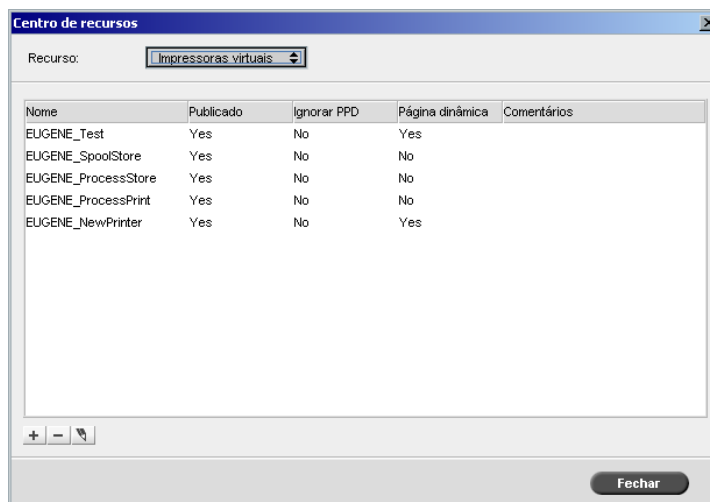 Centro de recursos
Recurso: Impressoras virtuais
Nome Publicado Ignorar PPD Página dinâmica Comentários
EUGENE_Test Yes No Yes
EUGENE_SpoolStore Yes No No
EUGENE_ProcessStore Yes No No
EUGENE_ProcessPrint Yes No No
EUGENE_NewPrinter Yes No Yes
Fechar